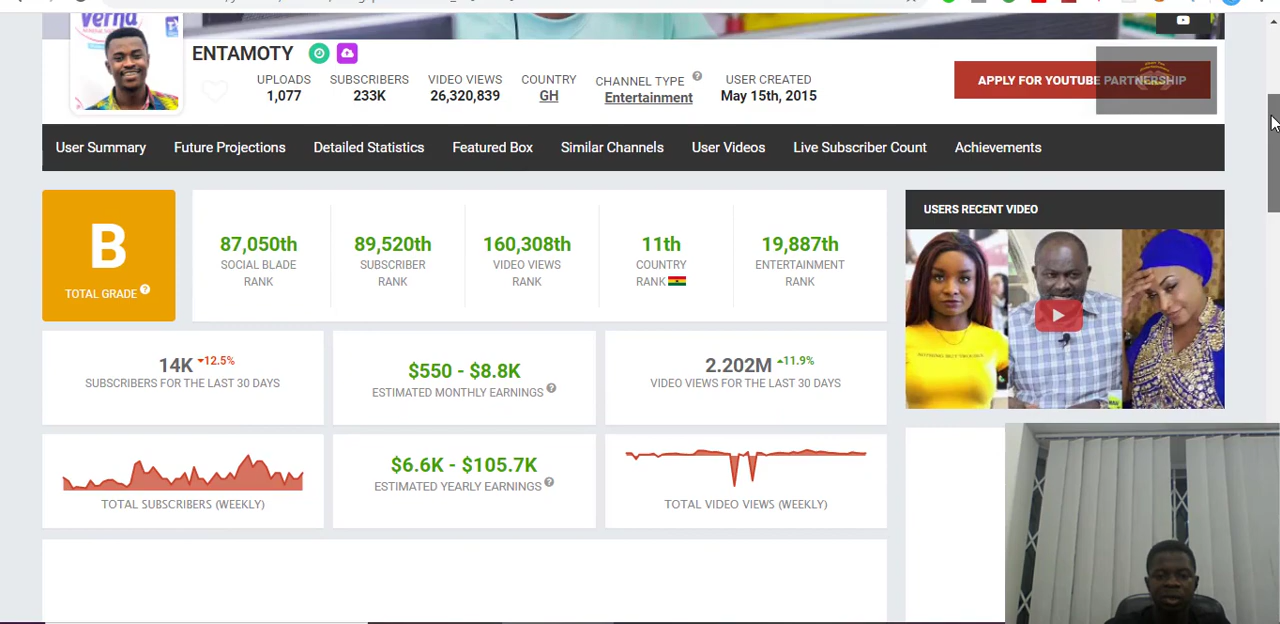 verna
ENTAMOTY
UPLOADS
1,077
SUBSCRIBERS
233K
VIDEO VIEWS
26,320,839
COUNTRY
GH
CHANNEL TYPE ?
Entertainment
USER CREATED
May 15th, 2015
APPLY FOR YOUTUBE PARTNERSHIP
User Summary
Future Projections
Detailed Statistics
Featured Box
Similar Channels
User Videos
Live Subscriber Count
Achievements
B
TOTAL GRADE ?
87,050th
SOCIAL BLADE
RANK
89,520th
SUBSCRIBER
RANK
160,308th
VIDEO VIEWS
RANK
11th
COUNTRY
RANK
19,887th
ENTERTAINMENT
RANK
USERS RECENT VIDEO
14K -12.5%
SUBSCRIBERS FOR THE LAST 30 DAYS
$550 - $8.8K
ESTIMATED MONTHLY EARNINGS ?
2.202M 11.9%
VIDEO VIEWS FOR THE LAST 30 DAYS
TOTAL SUBSCRIBERS (WEEKLY)
$6.6K - $105.7K
ESTIMATED YEARLY EARNINGS ?
TOTAL VIDEO VIEWS (WEEKLY)